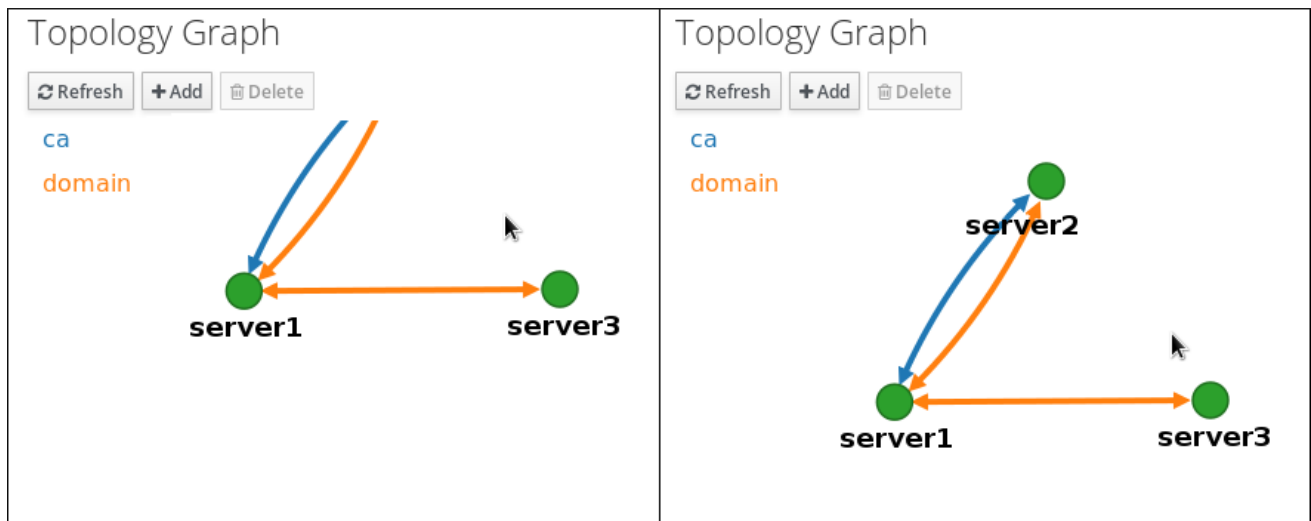 Topology Graph
Refresh Add Delete
ca
domain
server1
server3
Topology Graph
Refresh Add Delete
ca
domain
server2
server1
server3